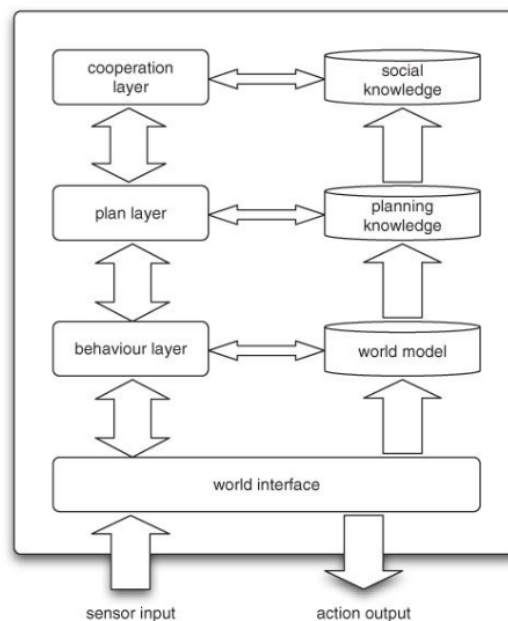 cooperation
layer
social
knowledge
plan layer
planning
knowledge
behaviour layer
world model
world interface
sensor input
action output